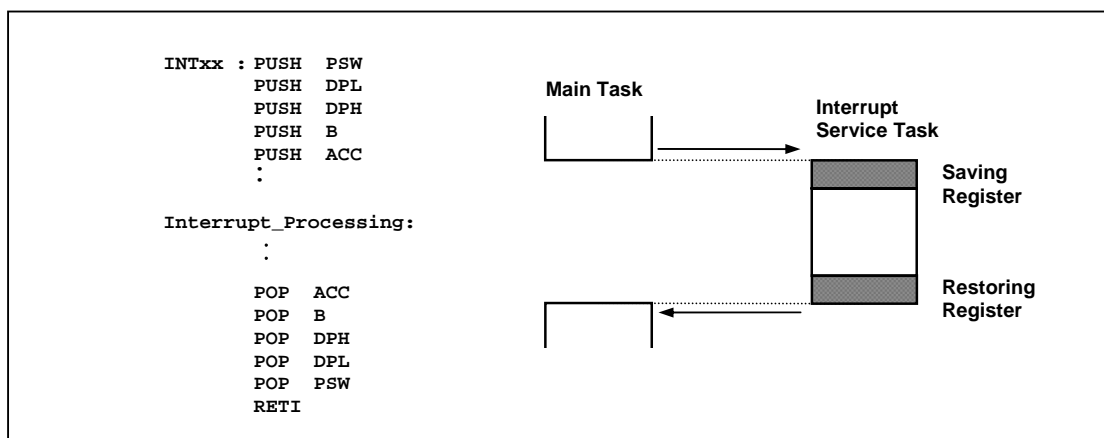 INTxx : PUSH PSW
PUSH DPL
PUSH DPH
PUSH B
PUSH ACC
:
Interrupt_Processing:
:
POP ACC
POP B
POP DPH
POP DPL
POP PSW
RETI
Main Task
Interrupt
Service Task
Saving
Register
Restoring
Register